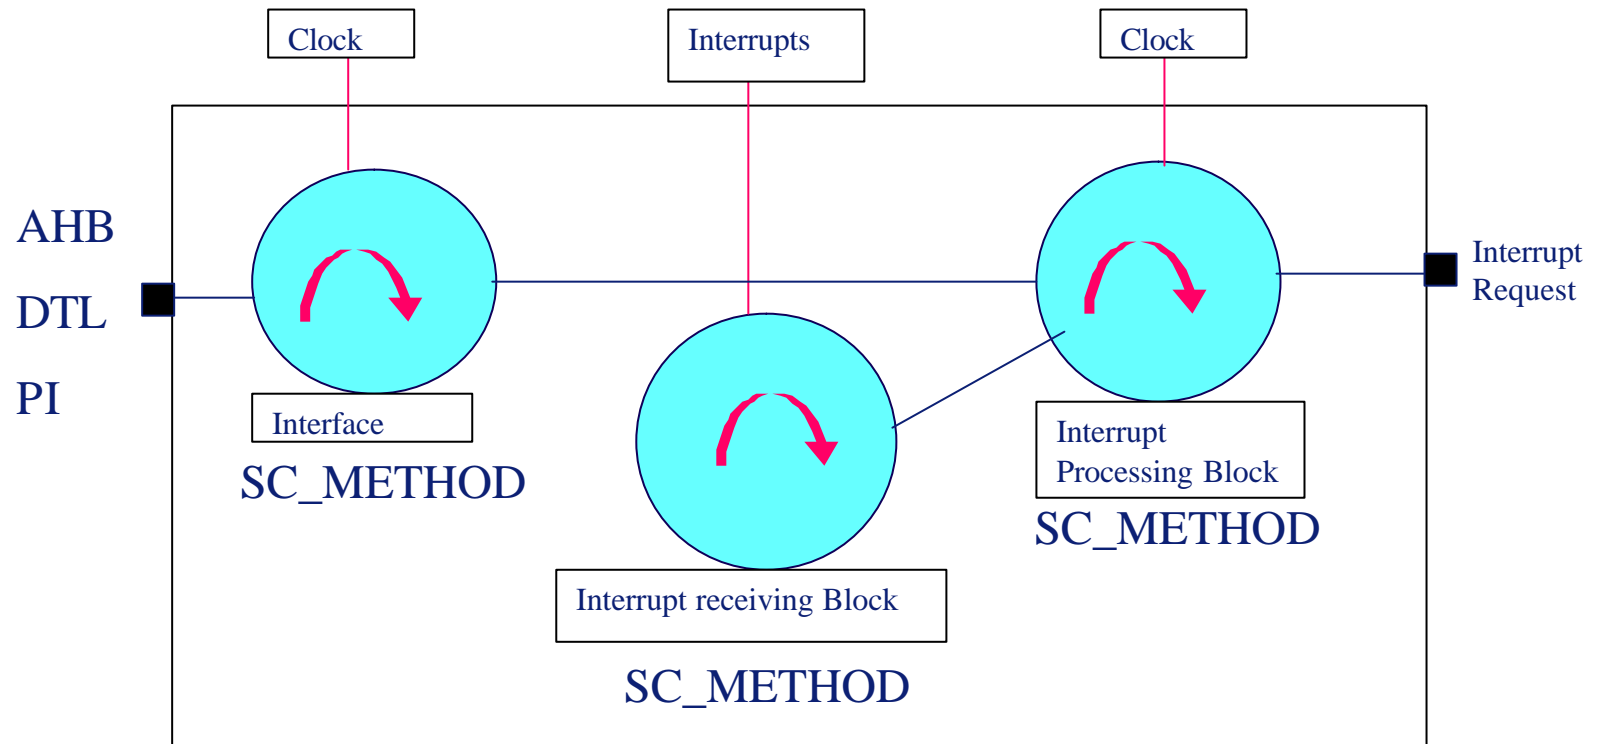 Clock
Interrupts
Clock
AHB
DTL
PI
Interrupt
Request
Interface
SC_METHOD
Interrupt
Processing Block
SC_METHOD
Interrupt receiving Block
SC_METHOD